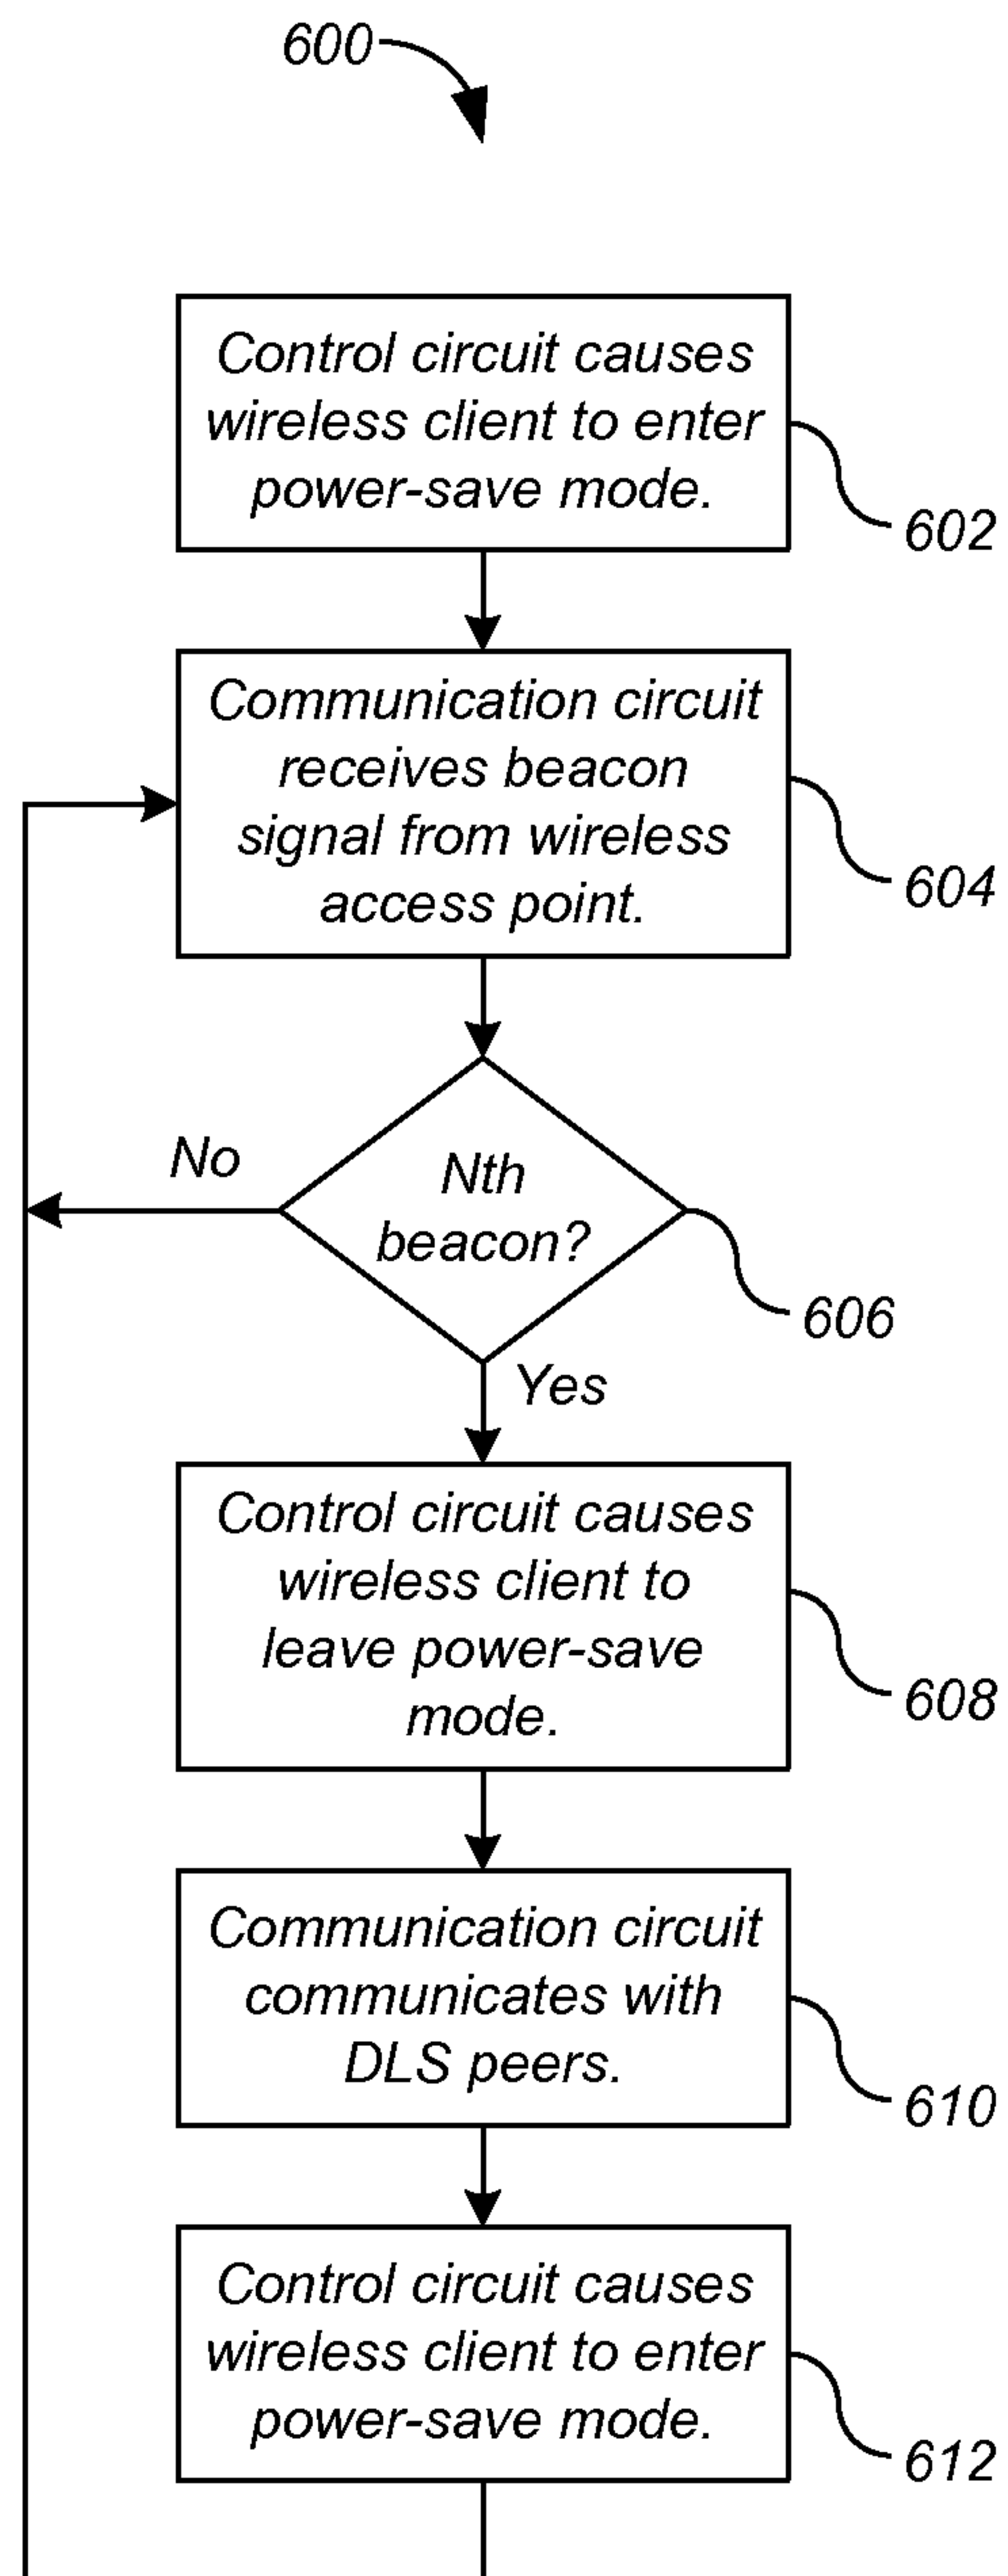 600
Control circuit causes
wireless client to enter
power-save mode.
602
Communication circuit
receives beacon
signal from wireless
access point.
604
No
Nth
beacon?
606
Yes
Control circuit causes
wireless client to
leave power-save
mode.
608
Communication circuit
communicates with
DLS peers.
610
Control circuit causes
wireless client to enter
power-save mode.
612